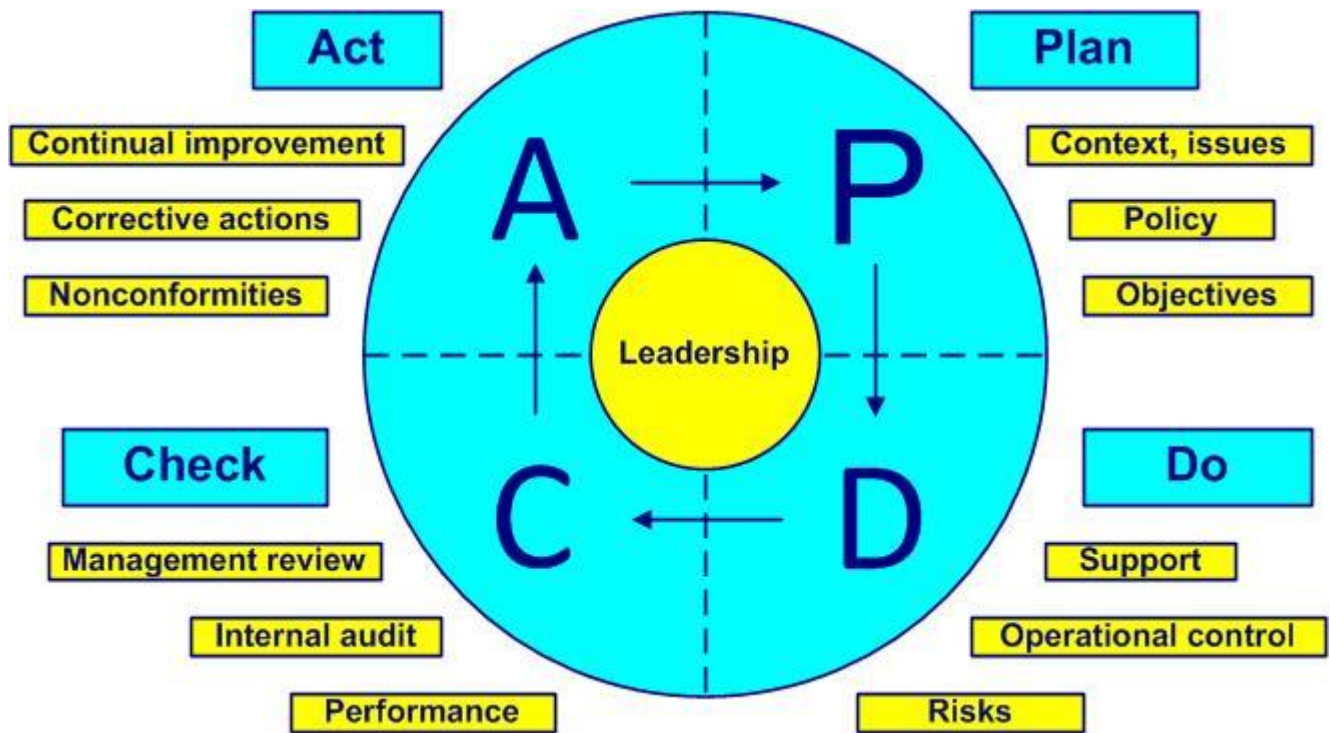 Act
Plan
Continual improvement
Corrective actions
Nonconformities
Context, issues
Policy
Objectives
A
P
Leadership
C
D
Check
Do
Management review
Internal audit
Performance
Support
Operational control
Risks